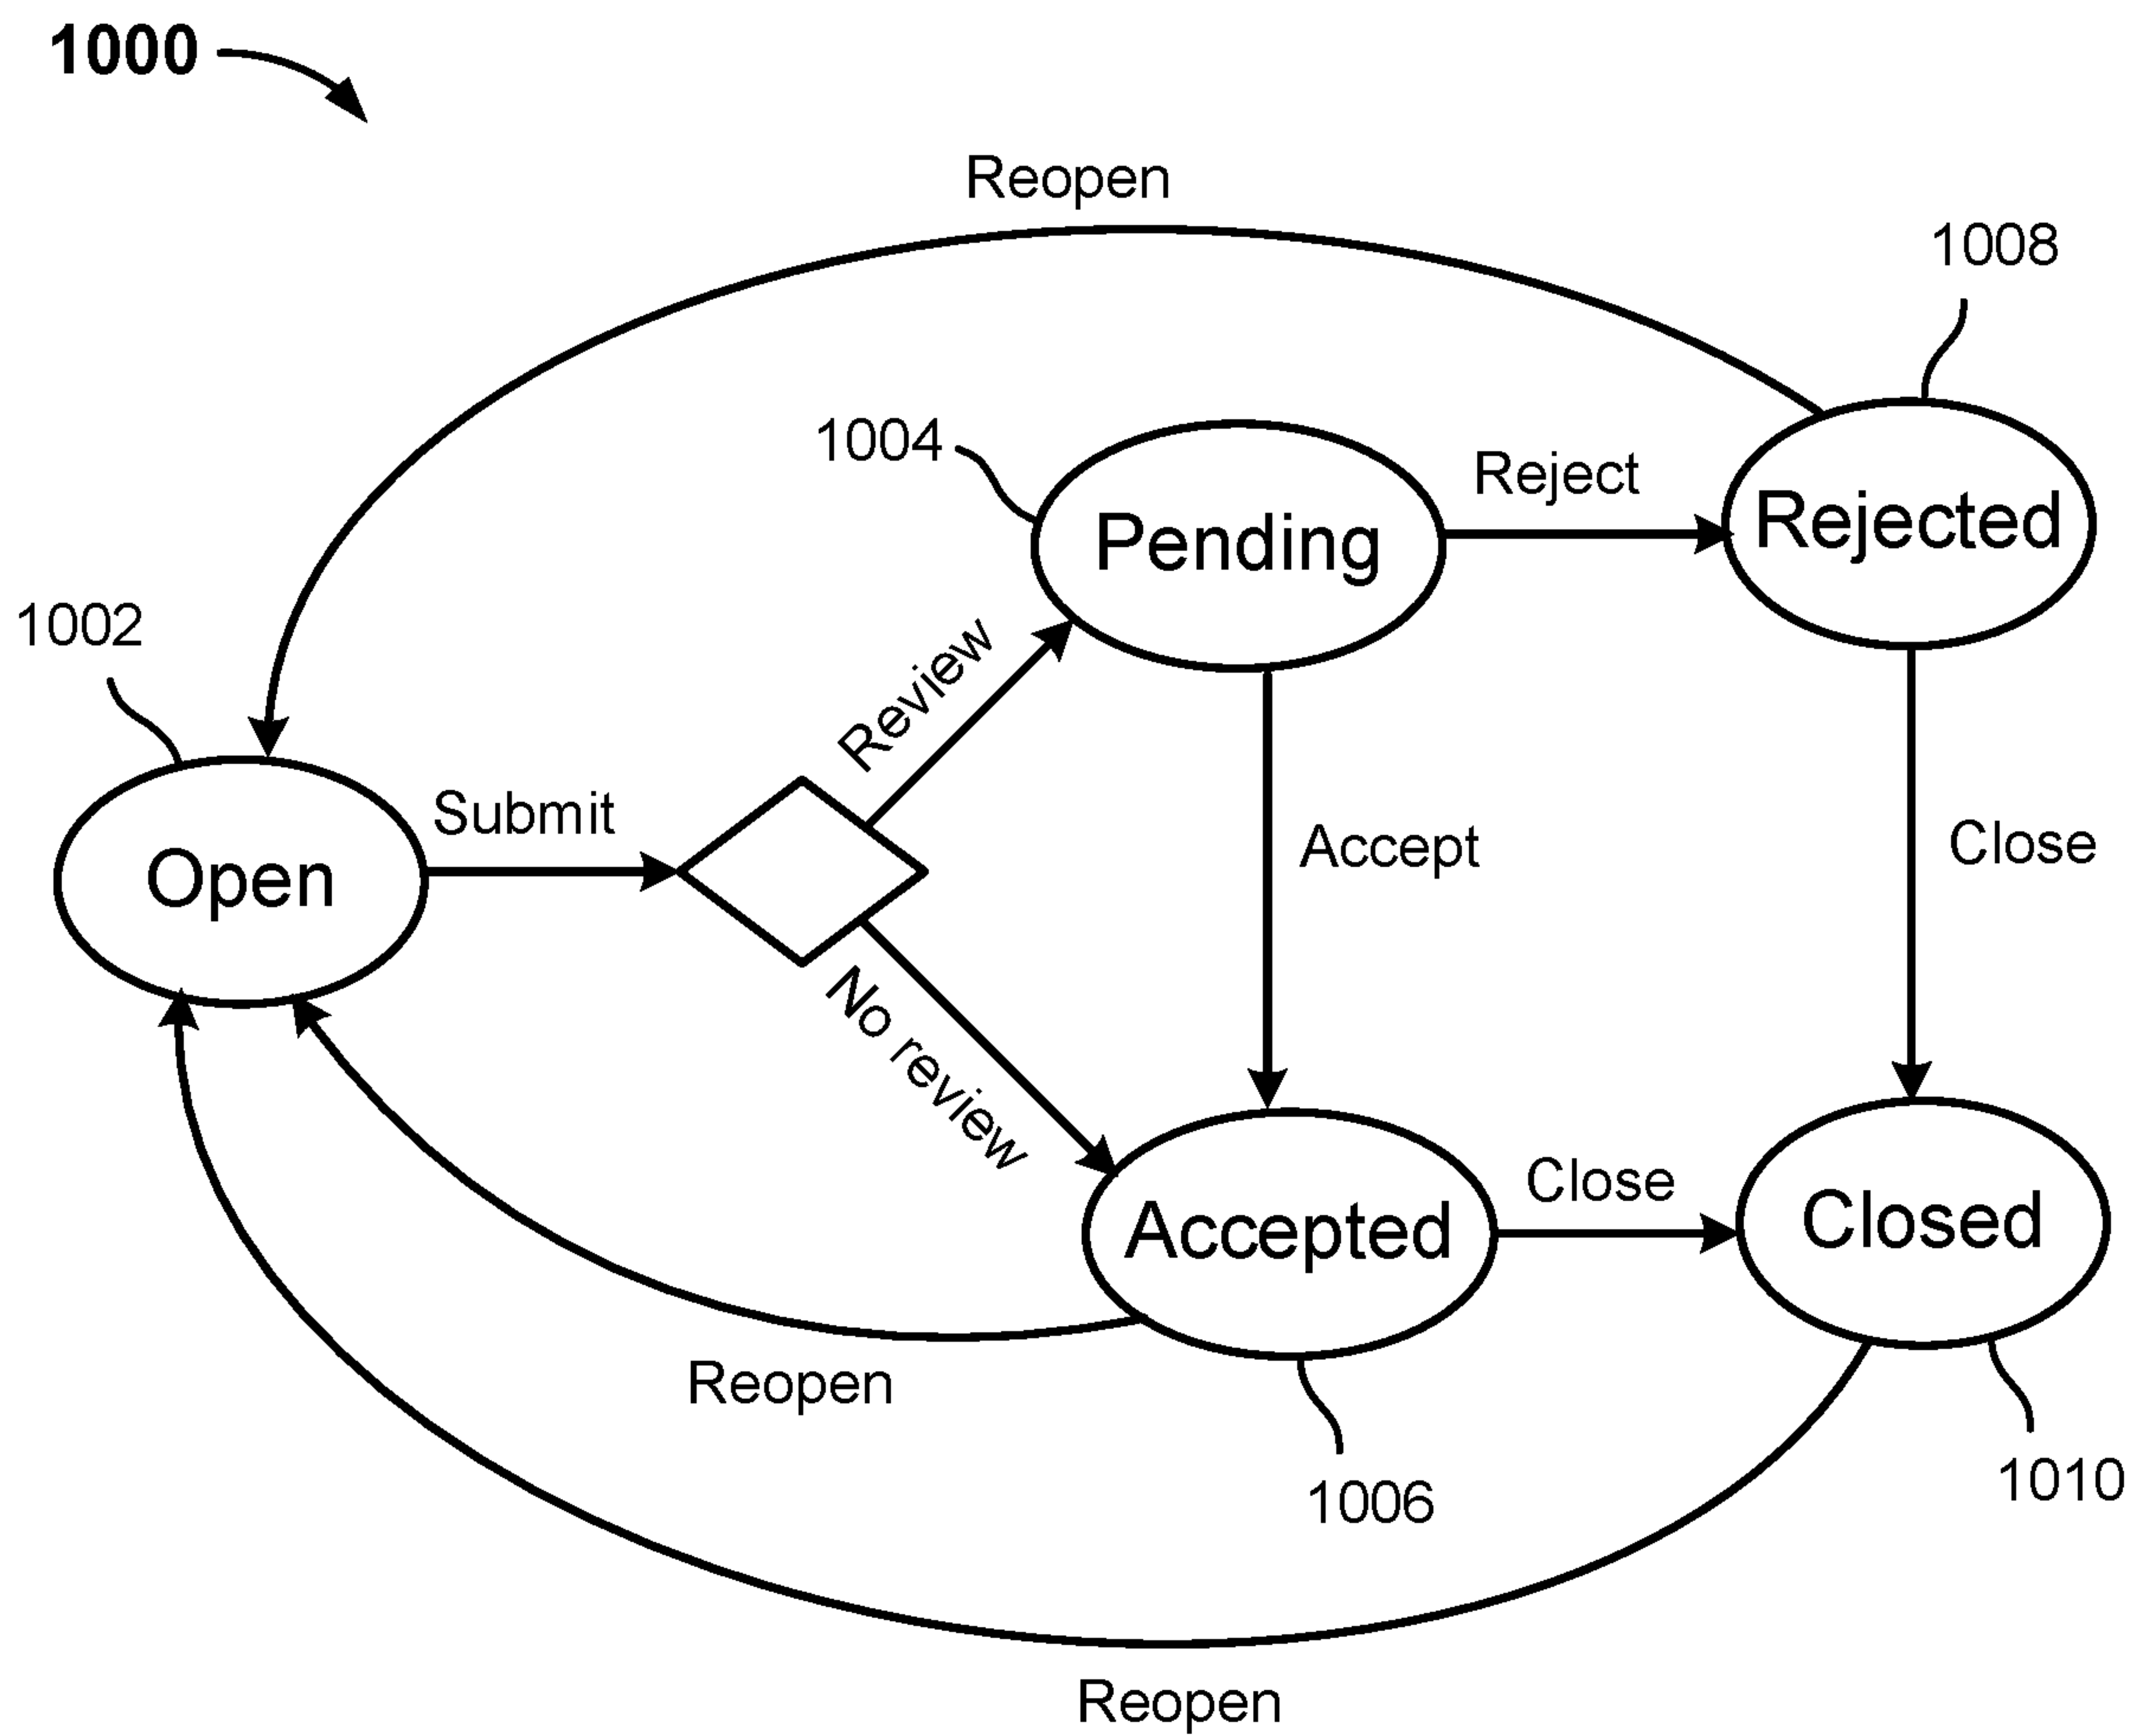 1000
Reopen
1008
1004
Reject
Rejected
Pending
1002
Review
Submit
Open
Accept
Close
No review
Close
Closed
Accepted
Reopen
1006
1010
Reopen